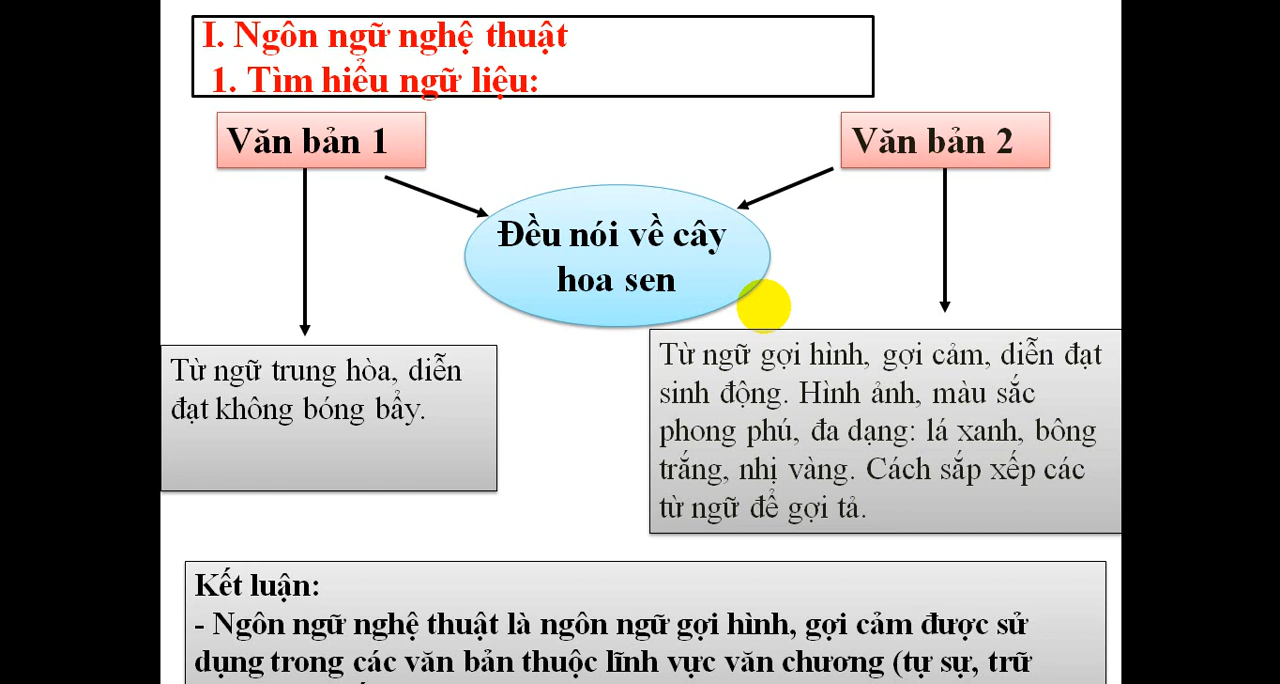 I. Ngôn ngữ nghệ thuật
1. Tìm hiểu ngữ liệu:
Văn bản 1
Văn bản 2
Đều nói về cây
hoa sen
Từ ngữ trung hòa, diễn
đạt không bóng bẩy.
Từ ngữ gợi hình, gợi cảm, diễn đạt
sinh động. Hình ảnh, màu sắc
phong phú, đa dạng: lá xanh, bông
trắng, nhị vàng. Cách sắp xếp các
từ ngữ để gợi tả.
Kết luận:
- Ngôn ngữ nghệ thuật là ngôn ngữ gợi hình, gợi cảm được sử
dụng trong các văn bản thuộc lĩnh vực văn chương (tự sự, trữ